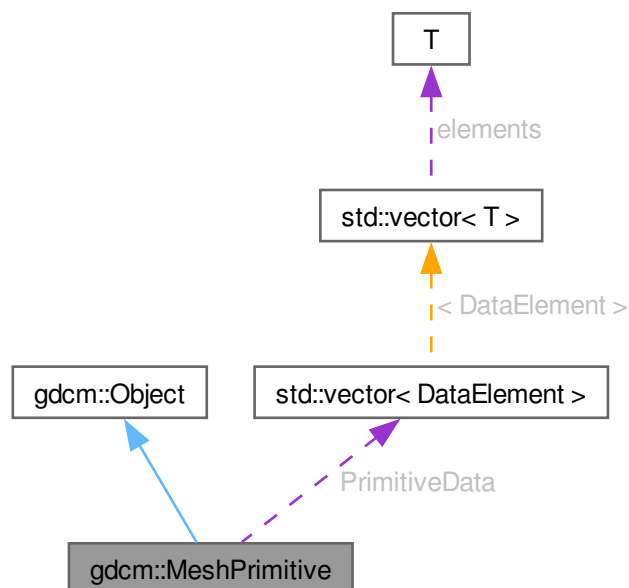 T
elements
std::vector< T >
< DataElement >
gdcm::Object
std::vector< DataElement >
PrimitiveData
gdcm::MeshPrimitive